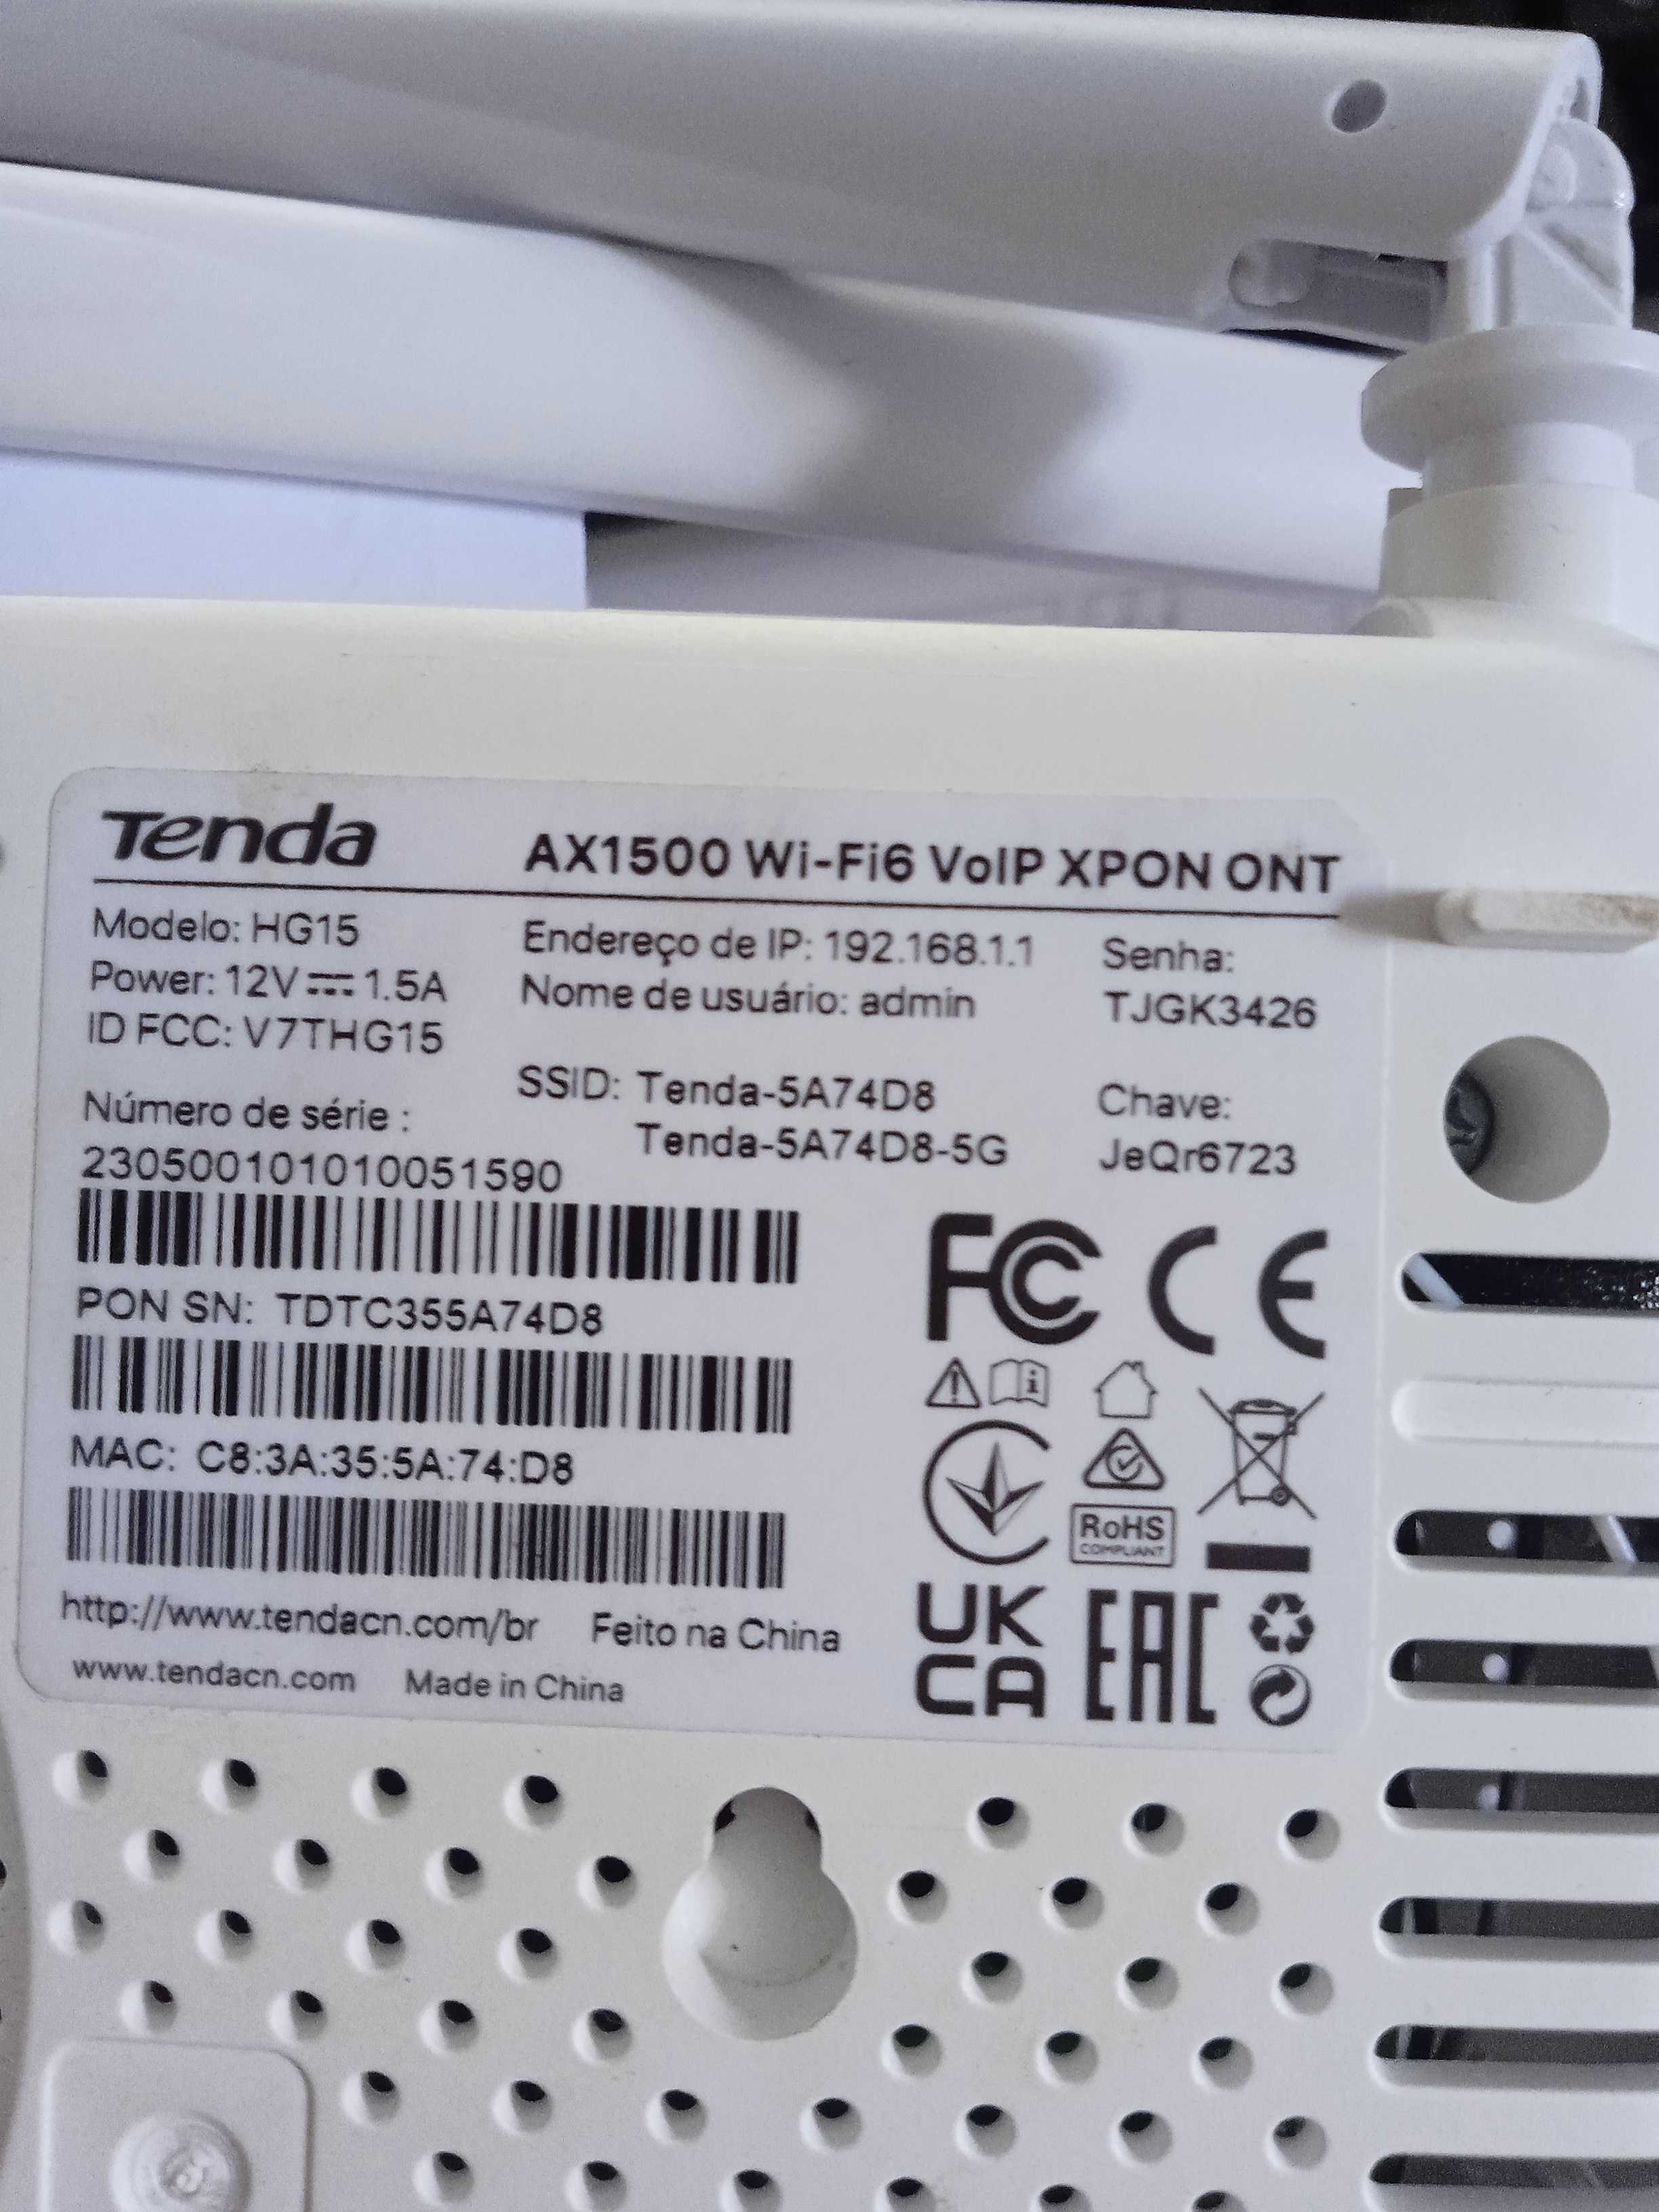 Tenda
AX1500 Wi-Fi6 VoIP XPON ONT
Modelo: HG15
Power: 12V 1.5A
ID FCC: V7THG15
Endereço de IP: 192.168.1.1
Nome de usuário: admin
Senha:
TJGK3426
SSID: Tenda-5A74D8
Tenda-5A74D8-5G
Chave:
JeQr6723
Número de série :
230500101010051590
PON SN: TDTC355A74D8
MAC: C8:3A:35:5A:74:D8
http://www.tendacn.com/br Feito na China
www.tendacn.com Made in China
FC CE
RoHS
COMPLIANT
UK
CA
EAC